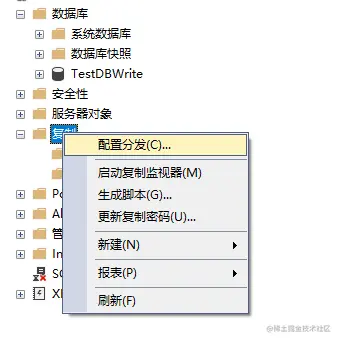 数据库
系统数据库
数据库快照
TestDBWrite
安全性
服务器对象
复制
配置分发(C)...
启动复制监视器(M)
生成脚本(G)...
更新复制密码(U)...
新建(N)
报表(P)
刷新(F)
Po
Al
管
In
SC
XI
@稀土掘金技术社区